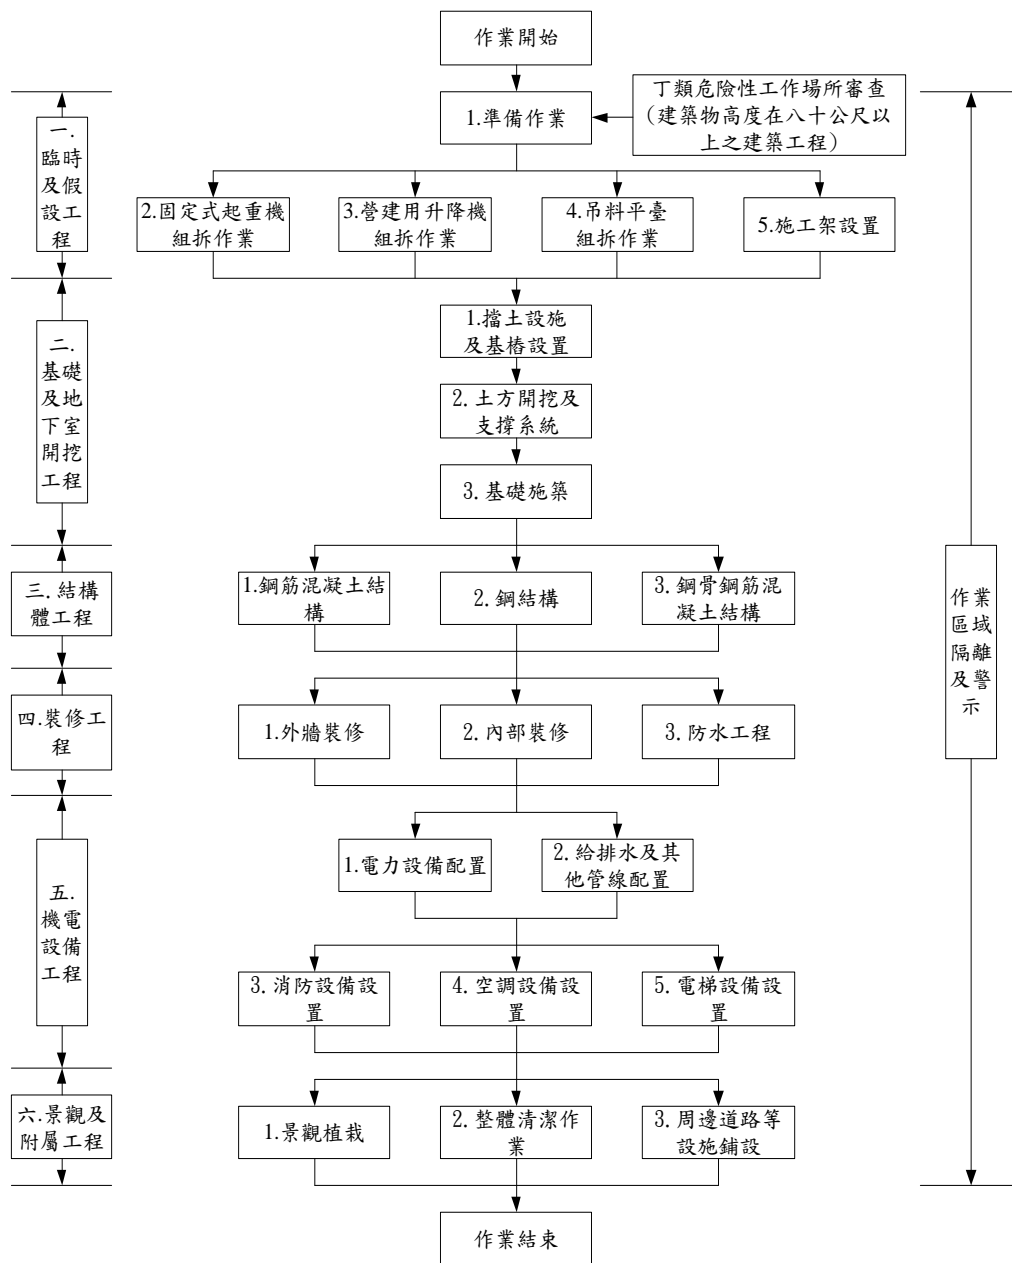 作業開始
丁類危險性工作場所審查
(建築物高度在八十公尺以
上之建築工程)
1.準備作業
一.
臨時
及假
設工
程
2.固定式起重機
組拆作業
3.營建用升降機
組拆作業
4.吊料平臺
組拆作業
5.施工架設置
二.
基礎
及地
下室
開挖
工程
1.擋土設施
及基樁設置
2.土方開挖及
支撐系統
3.基礎施築
三.結構
體工程
1.鋼筋混凝土結
構
2.鋼結構
3.鋼骨鋼筋混
凝土結構
作業
區域
隔離
及警
示
四.裝修工
程
1.外牆裝修
2.內部裝修
3.防水工程
五.
機電
設備
工程
1.電力設備配置
2.給排水及其
他管線配置
3.消防設備設
置
4.空調設備設
置
5.電梯設備設
置
六.景觀及
附屬工程
1.景觀植栽
2.整體清潔作
業
3.周邊道路等
設施鋪設
作業結束